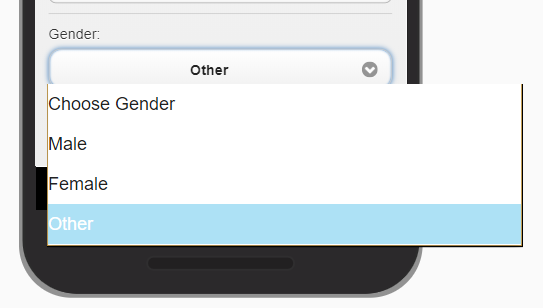 Gender:
Other
Choose Gender
Male
Female
Other